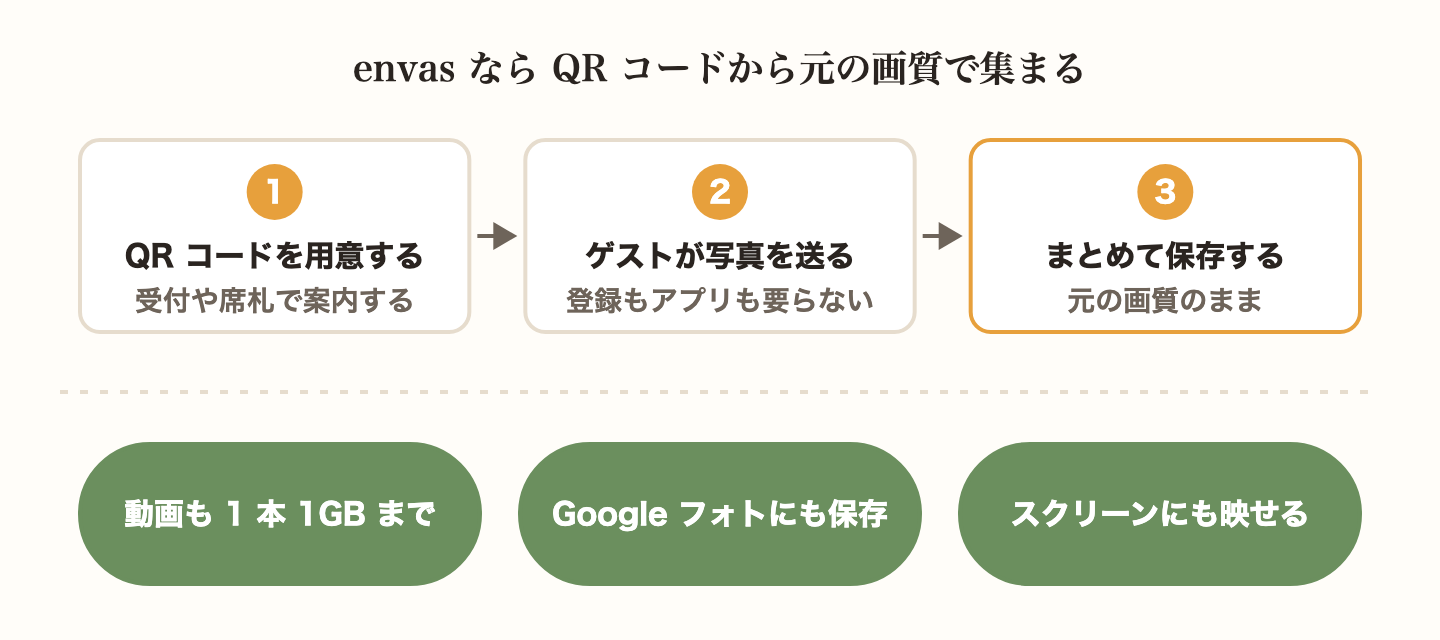 envas なら QR コードから元の画質で集まる
1
QR コードを用意する
受付や席札で案内する
2
ゲストが写真を送る
登録もアプリも要らない
3
まとめて保存する
元の画質のまま
動画も 1 本 1GB まで
Google フォトにも保存
スクリーンにも映せる